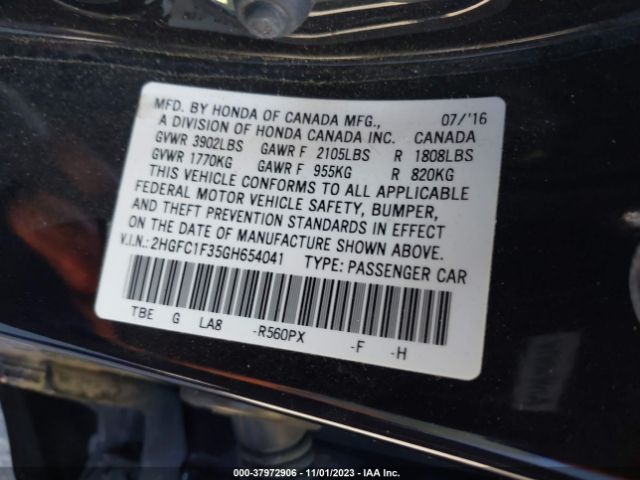 MFD. BY HONDA OF CANADA MFG., 07/'16
A DIVISION OF HONDA CANADA INC. CANADA
GVWR 3902LBS GAWR F 2105LBS R 1808LBS
GVWR 1770KG GAWR F 955KG R 820KG
THIS VEHICLE CONFORMS TO ALL APPLICABLE
FEDERAL MOTOR VEHICLE SAFETY, BUMPER,
AND THEFT PREVENTION STANDARDS IN EFFECT
ON THE DATE OF MANUFACTURE SHOWN ABOVE.
V.I.N.: 2HGFC1F35GH654041 TYPE: PASSENGER CAR
TBE G LA8 -R560PX -F -H
000-37972906 - 11/01/2023 - IAA Inc.